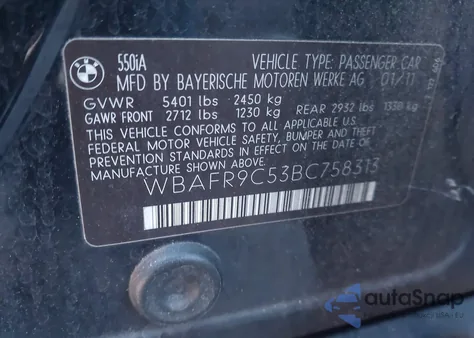 550iA
VEHICLE TYPE: PASSENGER CAR
MFD BY BAYERISCHE MOTOREN WERKE AG 01/11
GVWR 5401 lbs - 2450 kg
GAWR FRONT 2712 lbs 1230 kg REAR 2932 lbs 1330 kg
THIS VEHICLE CONFORMS TO ALL APPLICABLE
FEDERAL MOTOR VEHICLE SAFETY, BUMPER AND THEFT
PREVENTION STANDARDS IN EFFECT ON THE DATE
OF MANUFACTURE SHOWN ABOVE.
WBAFR9C53BC758313
autoSnap